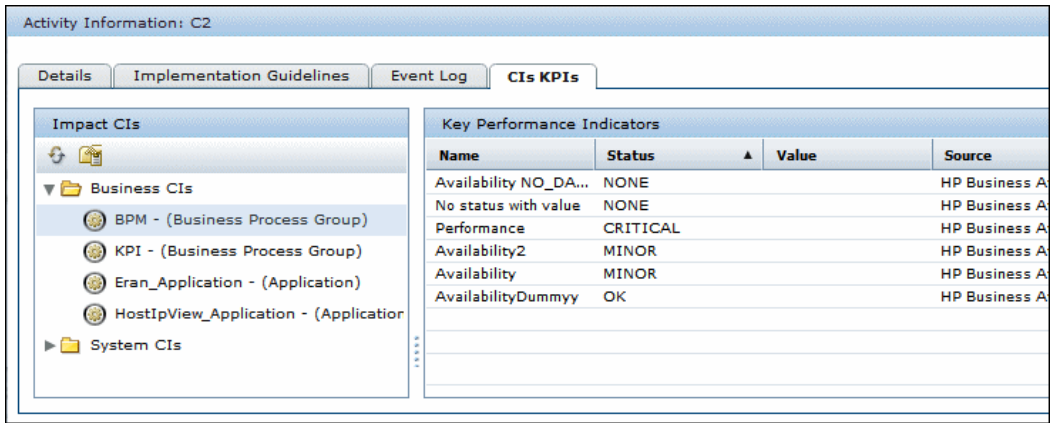 Activity Information: C2
Details Implementation Guidelines Event Log CIs KPIs
Impact CIs
Business CIs
BPM - (Business Process Group)
KPI - (Business Process Group)
Eran_Application - (Application)
HostIpView_Application - (Application
System CIs
Key Performance Indicators
Name Status Value Source
Availability NO_DA... NONE HP Business A
No status with value NONE HP Business A
Performance CRITICAL HP Business A
Availability2 MINOR HP Business A
Availability MINOR HP Business A
AvailabilityDummyy OK HP Business A